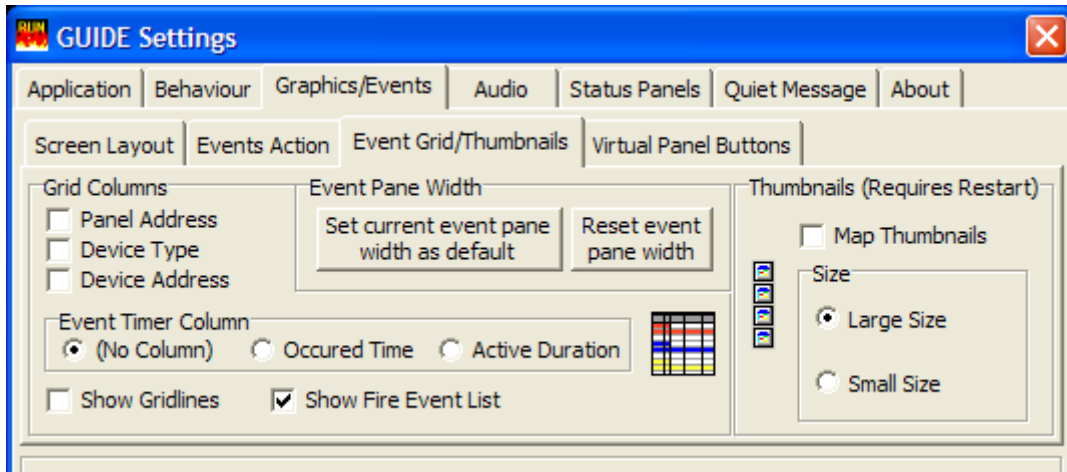 RUN
GUIDE Settings
Application Behaviour Graphics/Events Audio Status Panels Quiet Message About
Screen Layout Events Action Event Grid/Thumbnails Virtual Panel Buttons
Grid Columns
Panel Address
Device Type
Device Address
Event Pane Width
Set current event pane
width as default
Reset event
pane width
Event Timer Column
(No Column) Occured Time Active Duration
Show Gridlines Show Fire Event List
Thumbnails (Requires Restart)
Map Thumbnails
Size
Large Size
Small Size